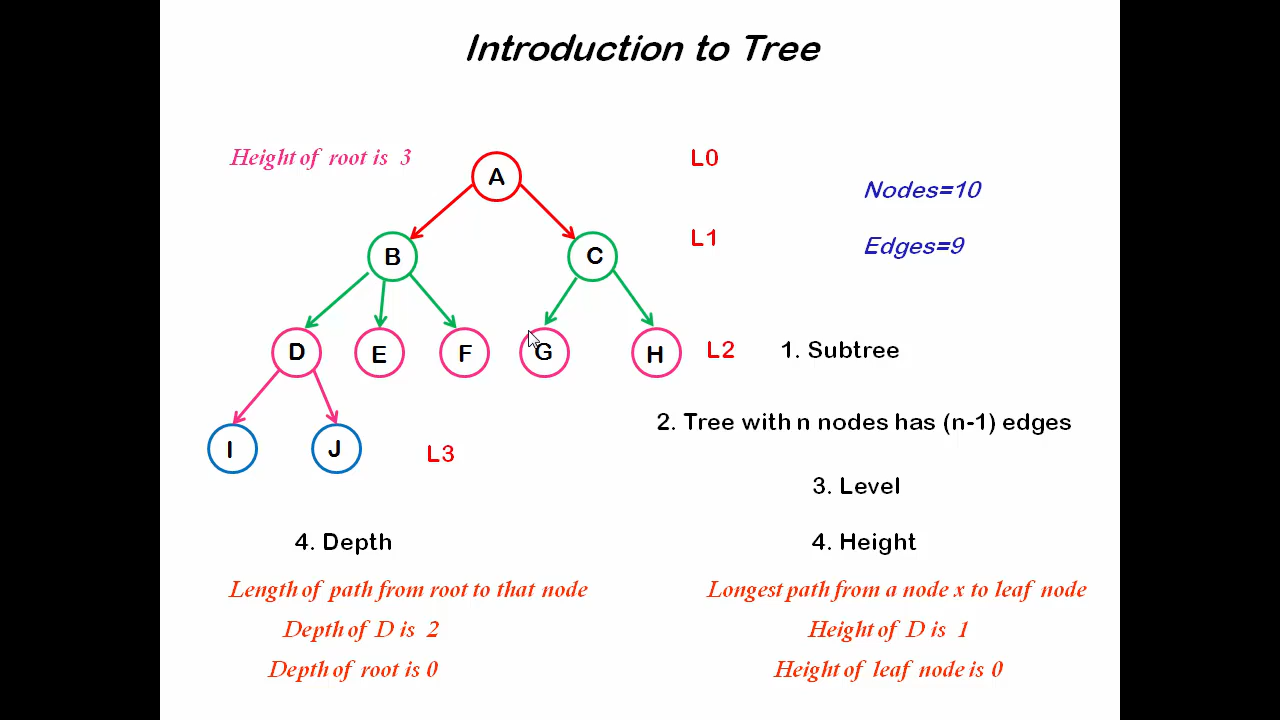 Introduction to Tree
Height of root is 3
A
L0
Nodes=10
B
C
L1
Edges=9
D
E
F
G
H
L2
1. Subtree
2. Tree with n nodes has (n-1) edges
I
J
L3
3. Level
4. Depth
4. Height
Length of path from root to that node
Longest path from a node x to leaf node
Depth of D is 2
Height of D is 1
Depth of root is 0
Height of leaf node is 0